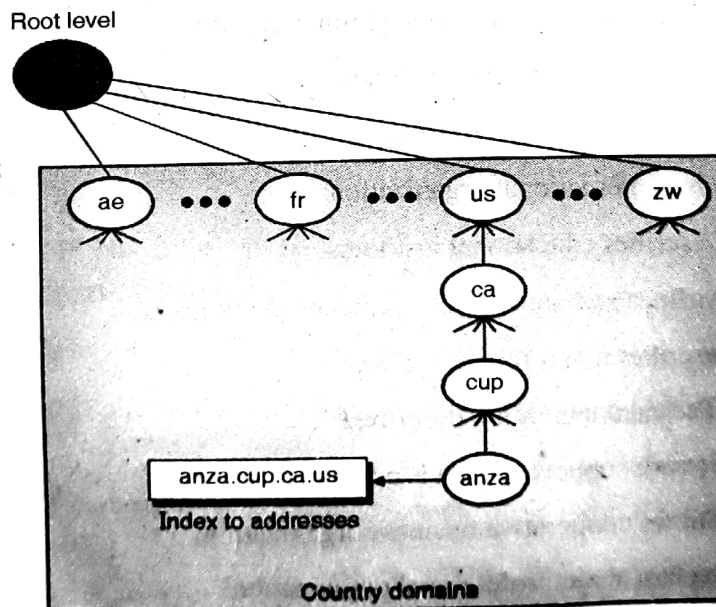 Root level
ae ••• fr ••• us ••• zw
ca
cup
anza.cup.ca.us anza
Index to addresses
Country domains